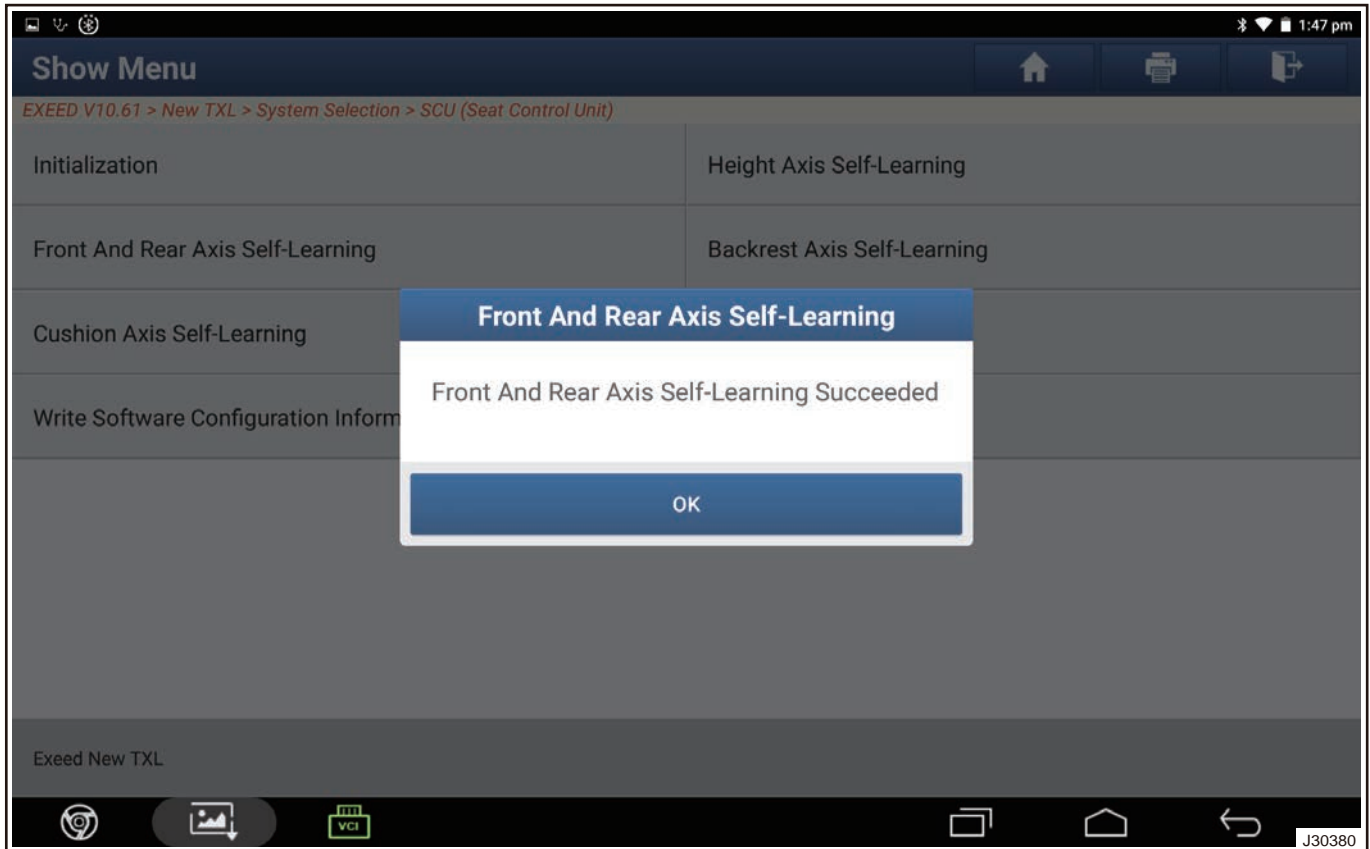 1:47 pm
Show Menu
EXEED V10.61 > New TXL > System Selection > SCU (Seat Control Unit)
Initialization
Height Axis Self-Learning
Front And Rear Axis Self-Learning
Backrest Axis Self-Learning
Cushion Axis Self-Learning
Write Software Configuration Inform
Front And Rear Axis Self-Learning
Front And Rear Axis Self-Learning Succeeded
OK
Exeed New TXL
VCI
J30380